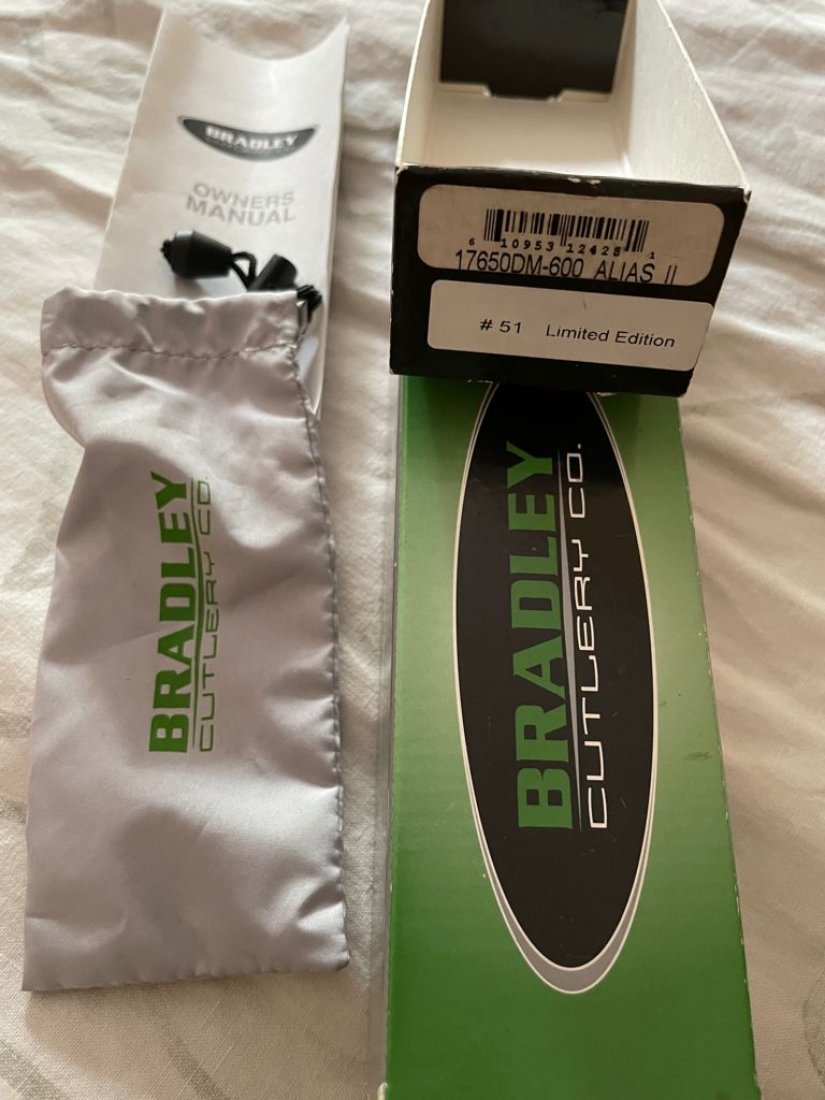 BRADLEY
OWNERS
MANUAL
6 10953 12428 1
17650DM-600 ALIAS II
# 51 Limited Edition
BRADLEY
CUTLERY CO.
BRADLEY
CUTLERY CO.